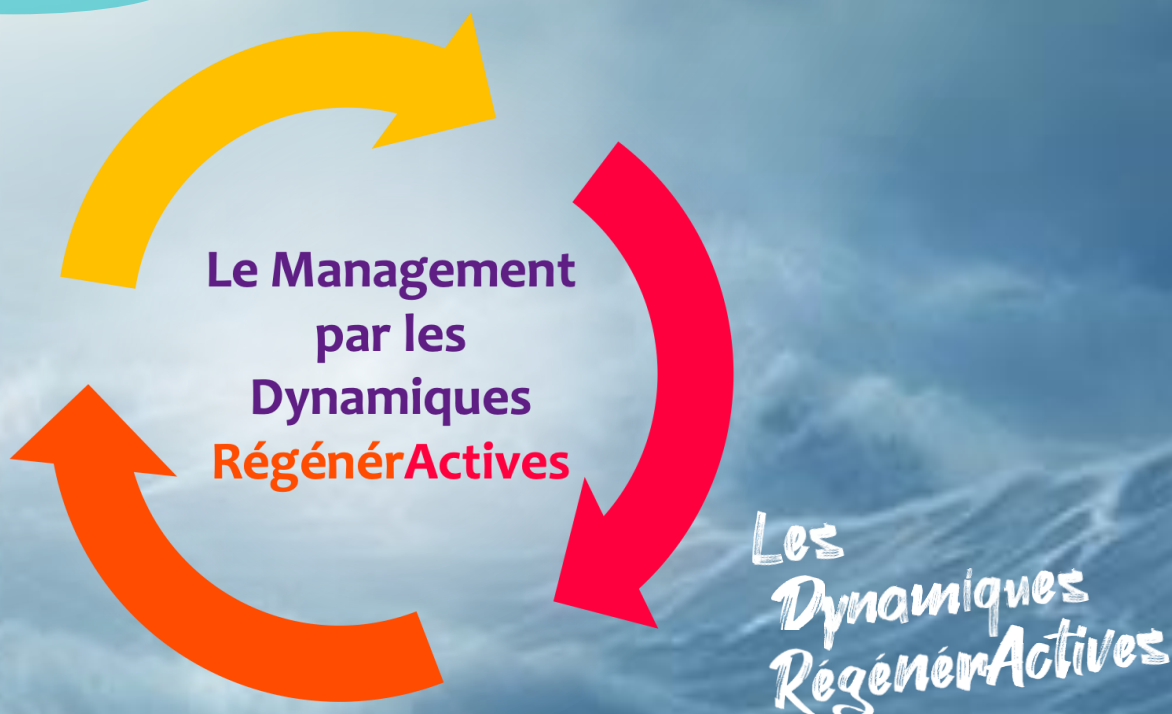 Le Management
par les
Dynamiques
RégénérActives
Les
Dynamiques
RégénérActives